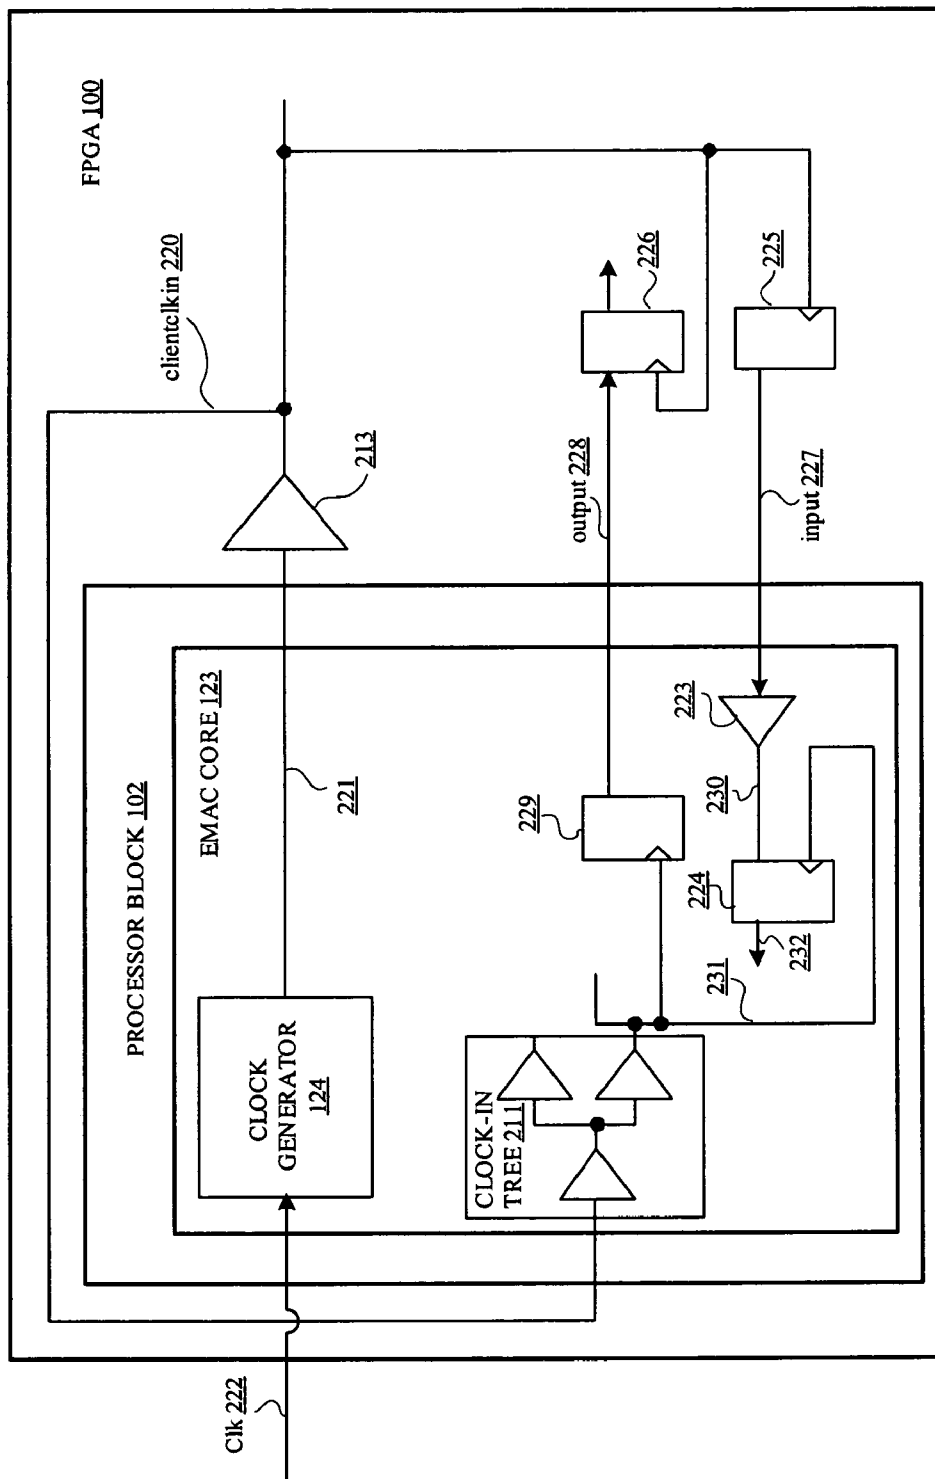 FPGA 100
clientclkin 220
213
226
225
output 228
input 227
PROCESSOR BLOCK 102
EMAC CORE 123
221
223
230
229
224
232
231
CLOCK
GENERATOR
124
CLOCK-IN
TREE 211
Clk 222